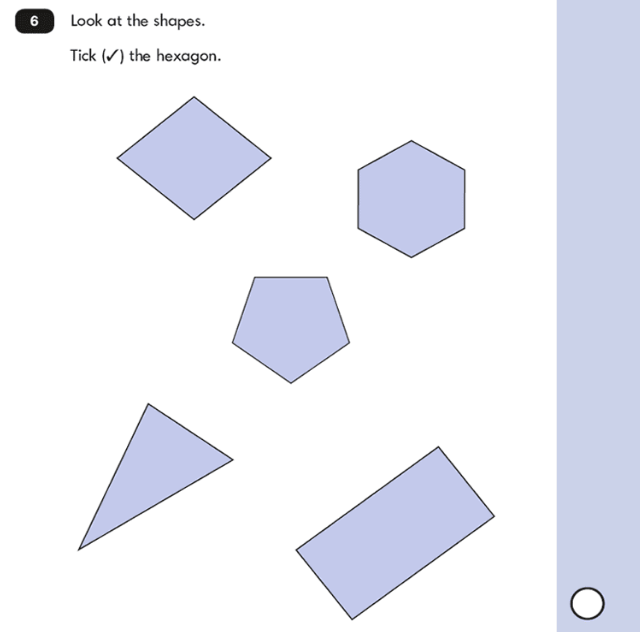 6 Look at the shapes.
Tick (✓) the hexagon.